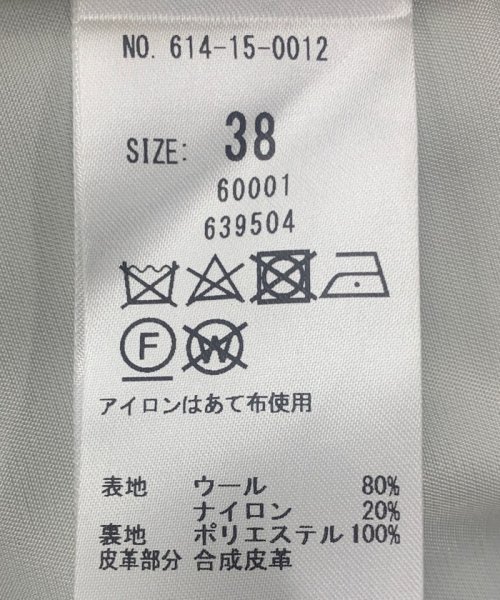 NO. 614-15-0012
SIZE: 38
60001
639504
F W
アイロンはあて布使用
表地 ウール 80%
ナイロン 20%
裏地 ポリエステル 100%
皮革部分 合成皮革